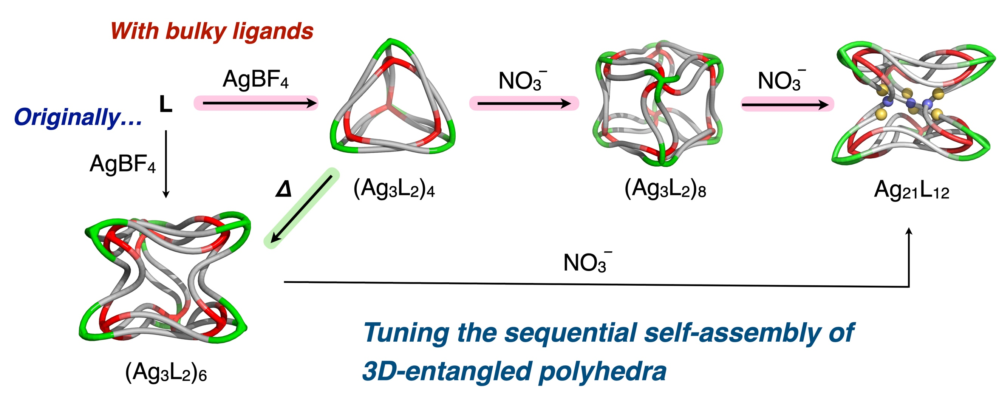 With bulky ligands
AgBF₄
NO₃⁻
NO₃⁻
L
Originally...
AgBF₄
Δ
(Ag₃L₂)₄
(Ag₃L₂)₈
Ag₂₁L₁₂
NO₃⁻
(Ag₃L₂)₆
Tuning the sequential self-assembly of
3D-entangled polyhedra